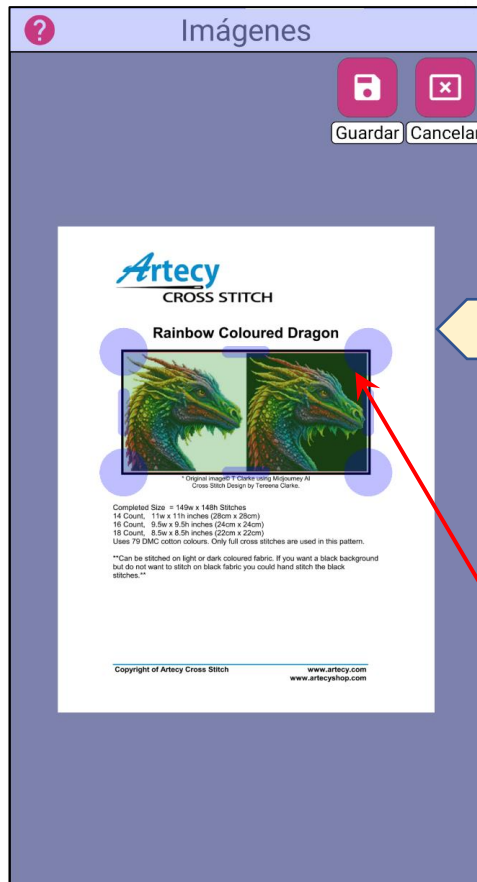 ?
Imágenes
Guardar
Cancelar
Artecy
CROSS STITCH
Rainbow Coloured Dragon
* Original image© T Clarke using Midjourney AI
Cross Stitch Design by Tereena Clarke.
Completed Size = 149w x 148h Stitches
14 Count, 11w x 11h inches (28cm x 28cm)
16 Count, 9.5w x 9.5h inches (24cm x 24cm)
18 Count, 8.5w x 8.5h inches (22cm x 22cm)
Uses 79 DMC cotton colours. Only full cross stitches are used in this pattern.
**Can be stitched on light or dark coloured fabric. If you want a black background
but do not want to stitch on black fabric you could hand stitch the black
stitches.**
Copyright of Artecy Cross Stitch
www.artecy.com
www.artecyshop.com